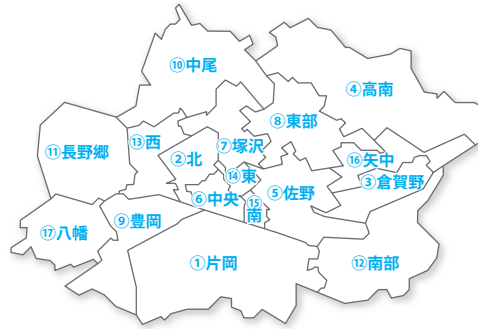 ⑩中尾
④高南
⑧東部
⑬西
⑦塚沢
⑪長野郷
②北
⑯矢中
⑭東
③倉賀野
⑥中央
⑤佐野
⑮
南
⑨豊岡
⑰八幡
①片岡
⑫南部